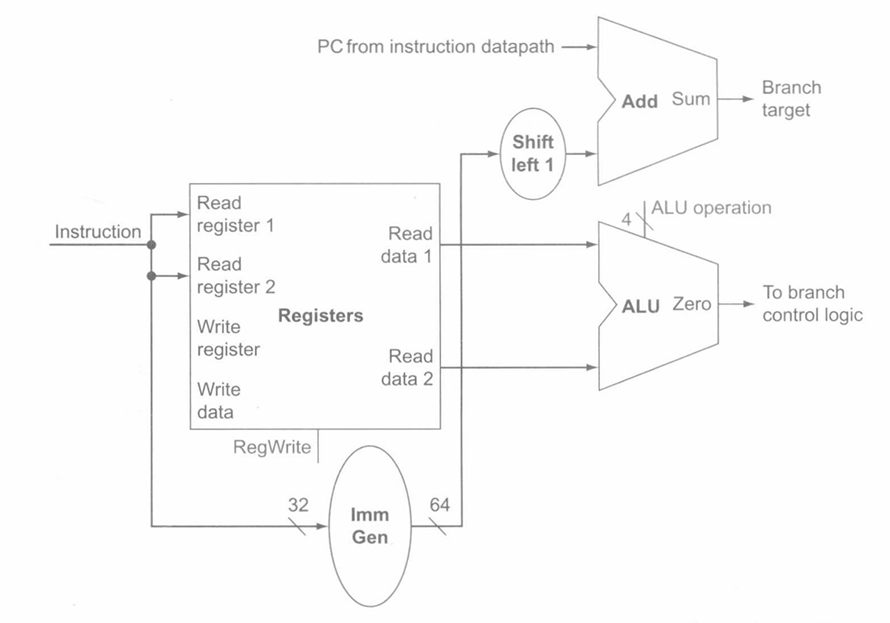 PC from instruction datapath
Add Sum
Branch
target
Shift
left 1
Instruction
Read
register 1
Read
register 2
Write
register
Write
data
Registers
Read
data 1
Read
data 2
RegWrite
4
ALU operation
ALU Zero
To branch
control logic
32
Imm
Gen
64